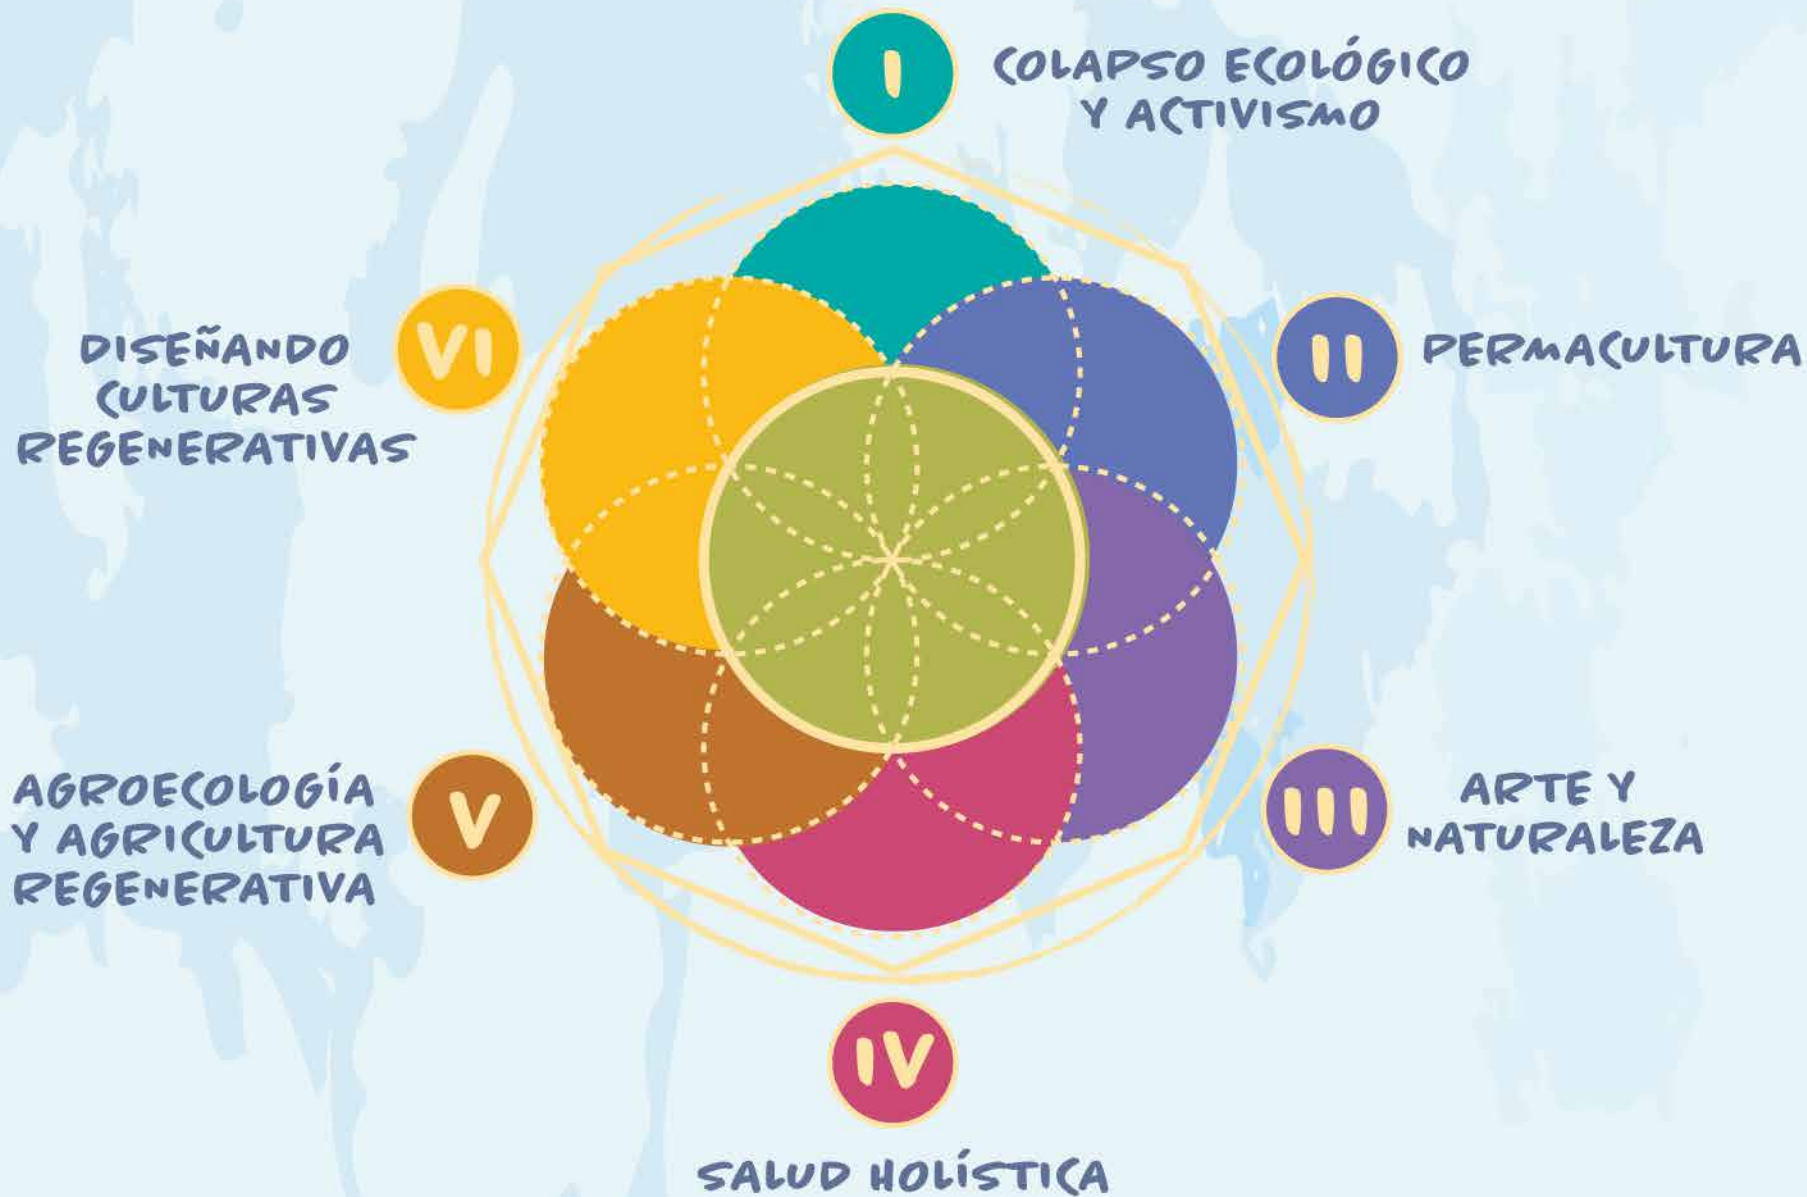 I
COLAPSO ECOLÓGICO
Y ACTIVISMO
II
PERMACULTURA
III
ARTE Y
NATURALEZA
IV
SALUD HOLÍSTICA
V
AGROECOLOGÍA
Y AGRICULTURA
REGENERATIVA
VI
DISEÑANDO
CULTURAS
REGENERATIVAS